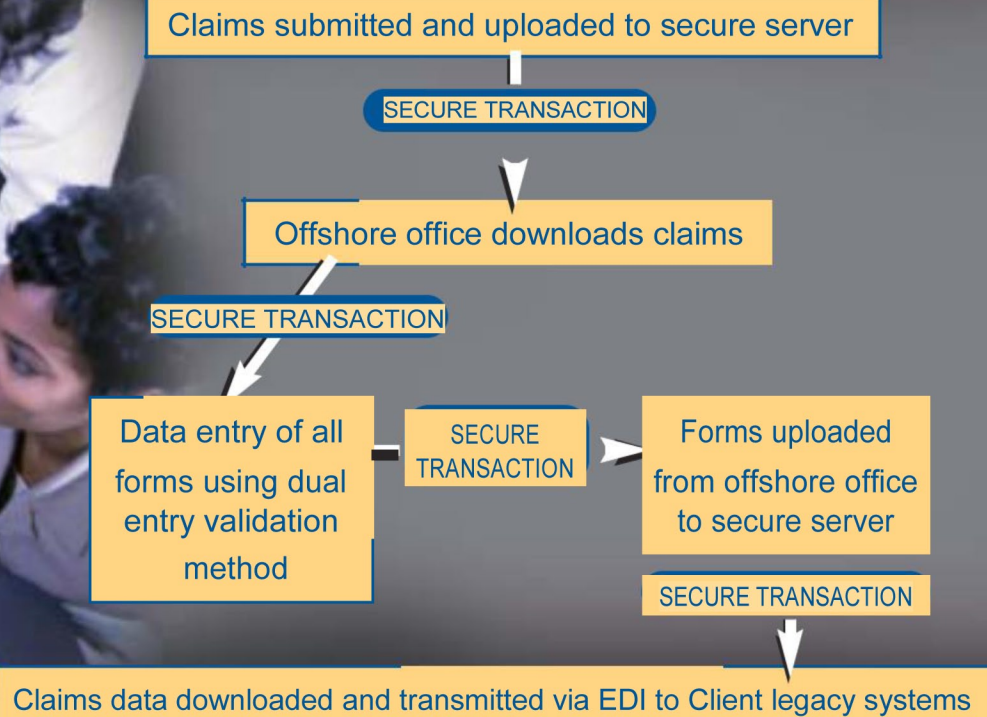 Claims submitted and uploaded to secure server
SECURE TRANSACTION
Offshore office downloads claims
SECURE TRANSACTION
Data entry of all
forms using dual
entry validation
method
SECURE
TRANSACTION
Forms uploaded
from offshore office
to secure server
SECURE TRANSACTION
Claims data downloaded and transmitted via EDI to Client legacy systems